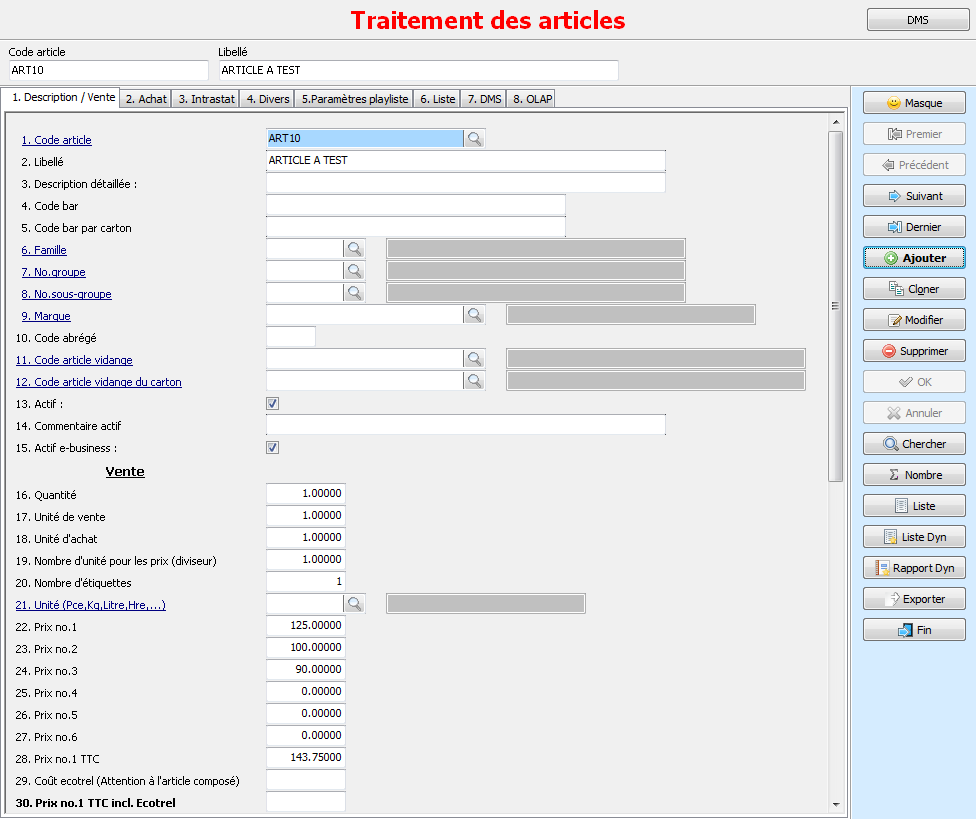 Traitement des articles
DMS
Code article
Libellé
ART10
ARTICLE A TEST
1. Description / Vente
2. Achat
3. Intrastat
4. Divers
5.Paramètres playliste
6. Liste
7. DMS
8. OLAP
1. Code article
ART10
2. Libellé
ARTICLE A TEST
3. Description détaillée :
4. Code bar
5. Code bar par carton
6. Famille
7. No.groupe
8. No.sous-groupe
9. Marque
10. Code abrégé
11. Code article vidange
12. Code article vidange du carton
13. Actif :
14. Commentaire actif
15. Actif e-business :
Vente
16. Quantité
1.00000
17. Unité de vente
1.00000
18. Unité d'achat
1.00000
19. Nombre d'unité pour les prix (diviseur)
1.00000
20. Nombre d'étiquettes
1
21. Unité (Pce,Kg,Litre,Hre,...)
22. Prix no.1
125.00000
23. Prix no.2
100.00000
24. Prix no.3
90.00000
25. Prix no.4
0.00000
26. Prix no.5
0.00000
27. Prix no.6
0.00000
28. Prix no.1 TTC
143.75000
29. Coût ecotrel (Attention à l'article composé)
30. Prix no.1 TTC incl. Ecotrel
Masque
Premier
Précédent
Suivant
Dernier
Ajouter
Cloner
Modifier
Supprimer
OK
Annuler
Chercher
Σ Nombre
Liste
Liste Dyn
Rapport Dyn
Exporter
Fin